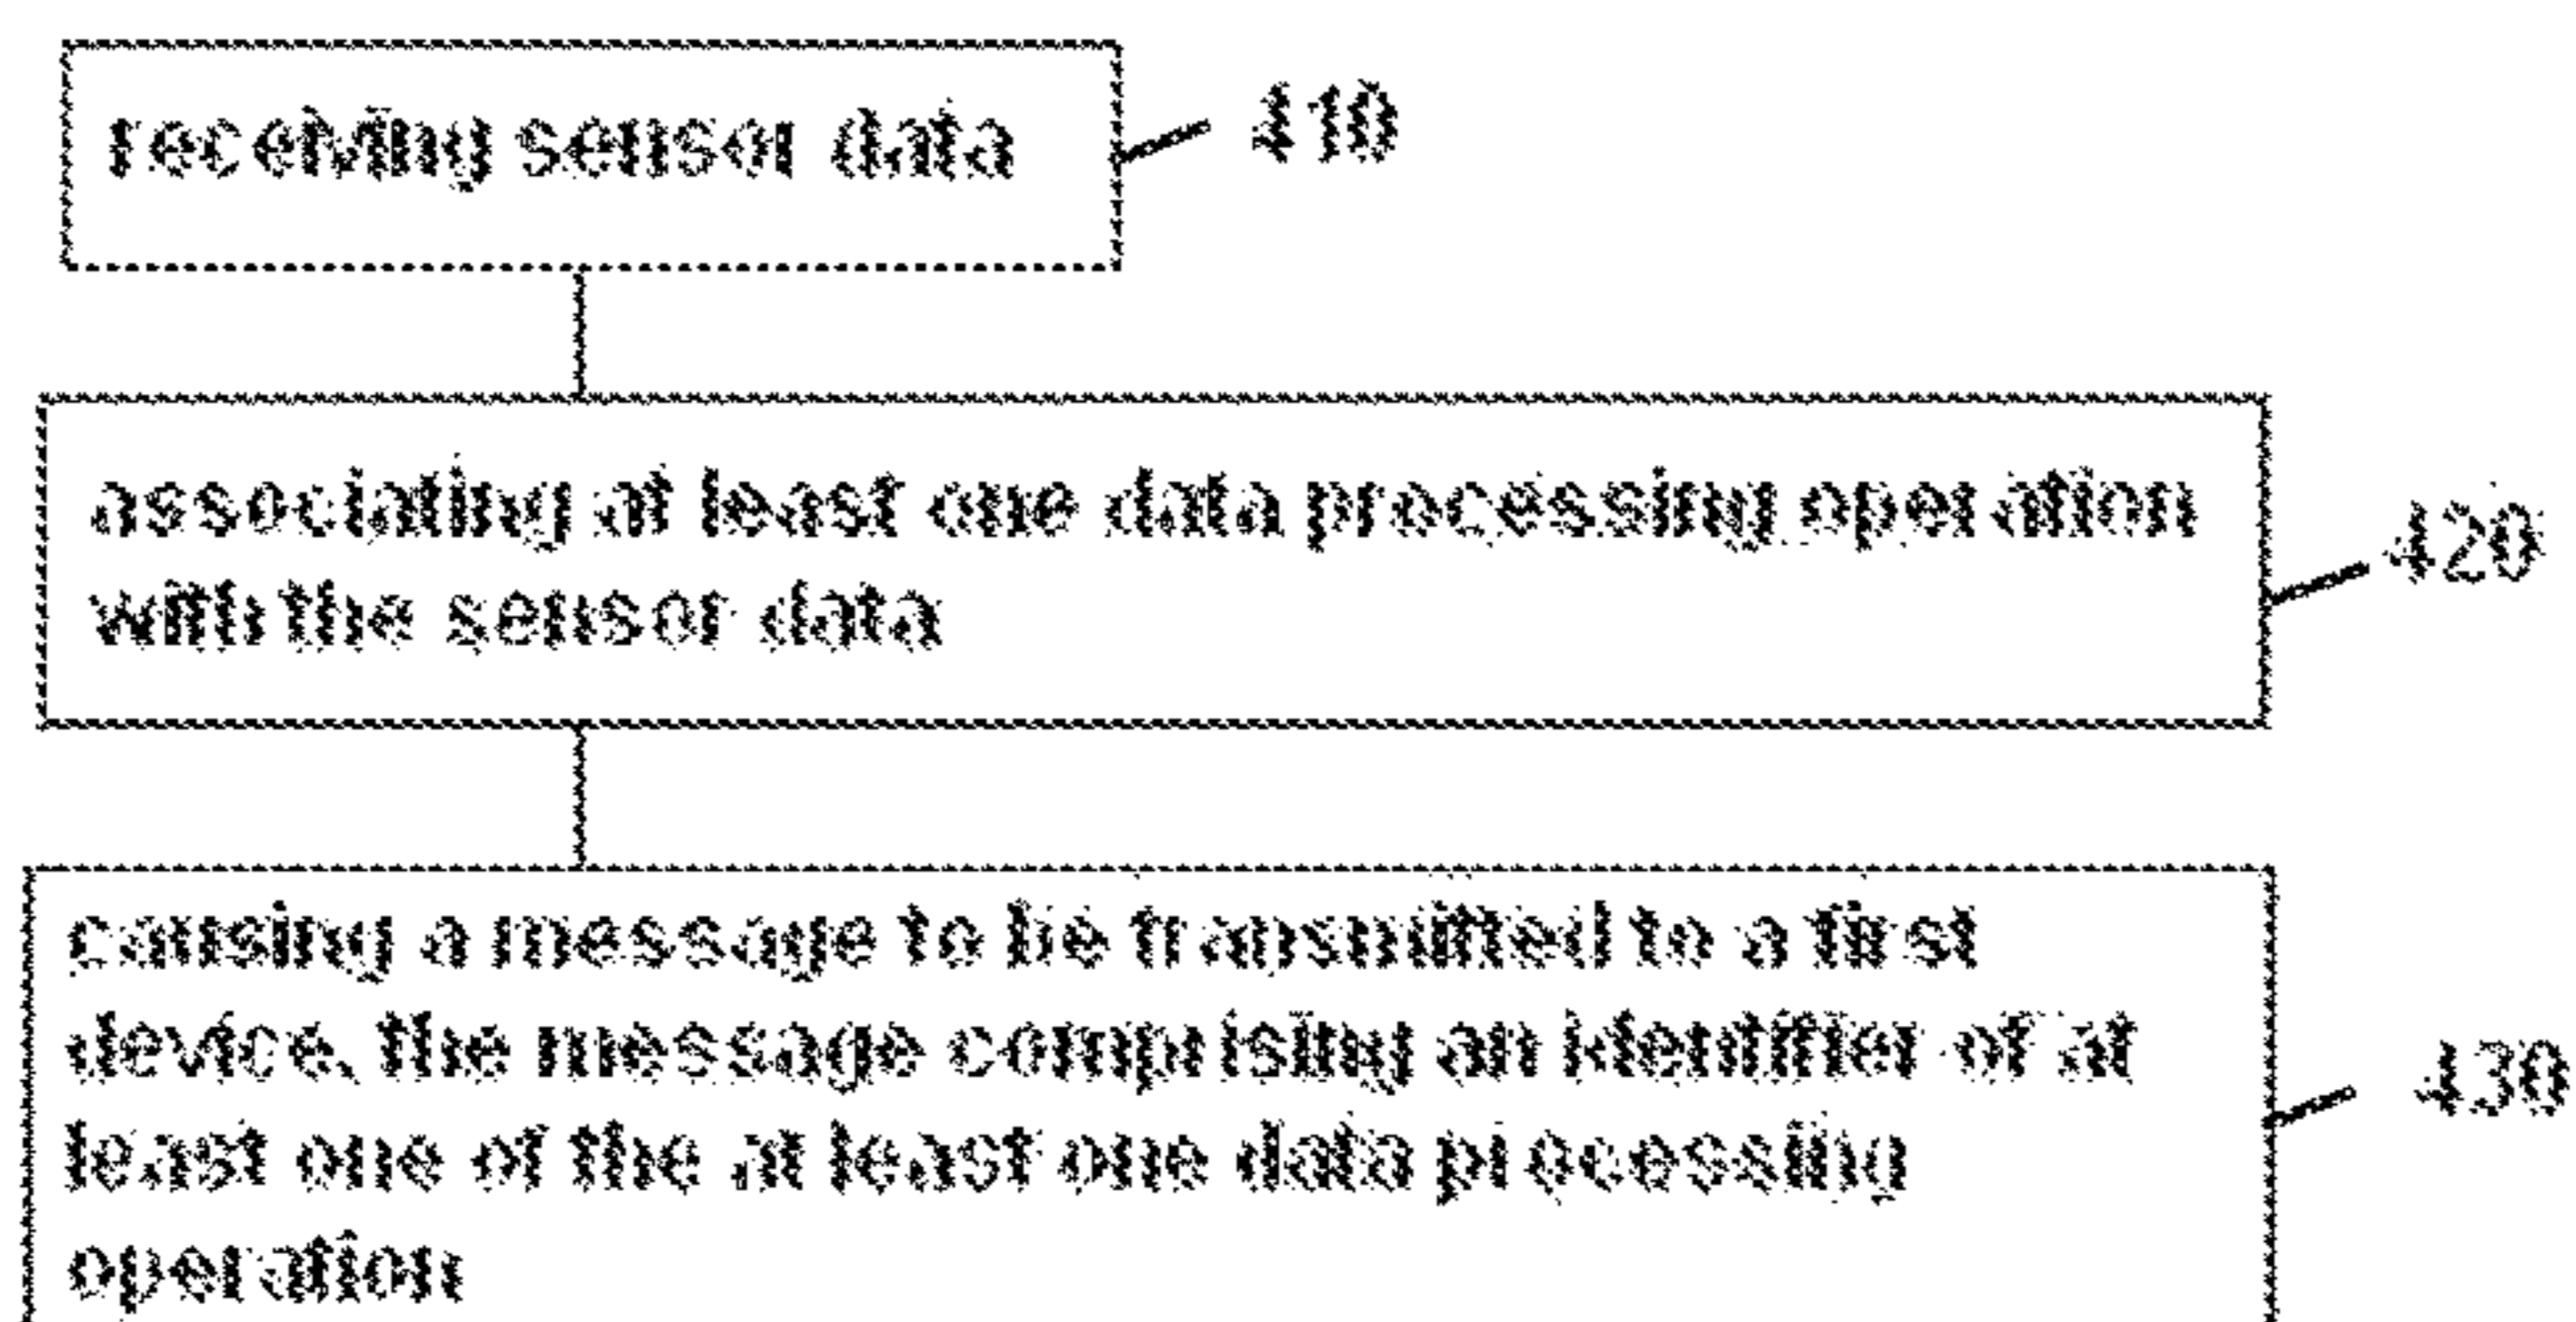 receiving sensor data
410
associating at least one data processing operation
with the sensor data
420
causing a message to be transmitted to a first
device, the message comprising an identifier of at
least one of the at least one data processing
operation
430